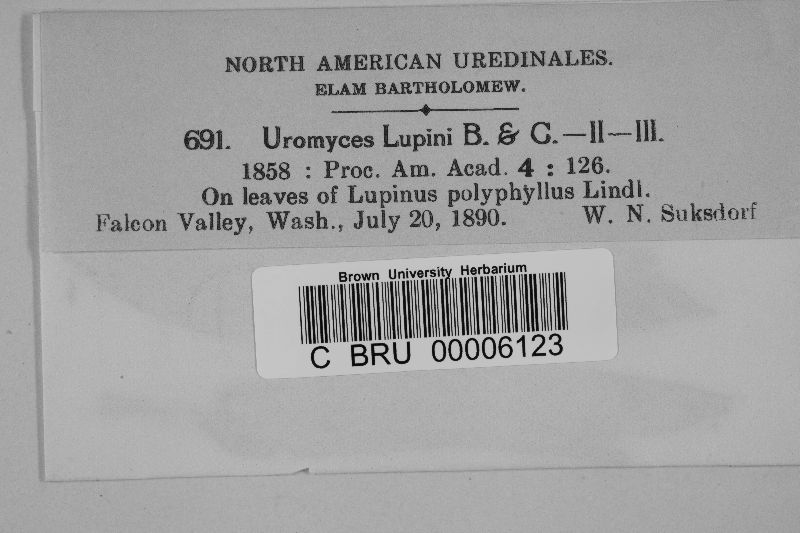 NORTH AMERICAN UREDINALES.
ELAM BARTHOLOMEW.
691. Uromyces Lupini B. & C.—II—III.
1858 : Proc. Am. Acad. 4 : 126.
On leaves of Lupinus polyphyllus Lindl.
Falcon Valley, Wash., July 20, 1890. W. N. Suksdorf
Brown University Herbarium
C BRU 00006123